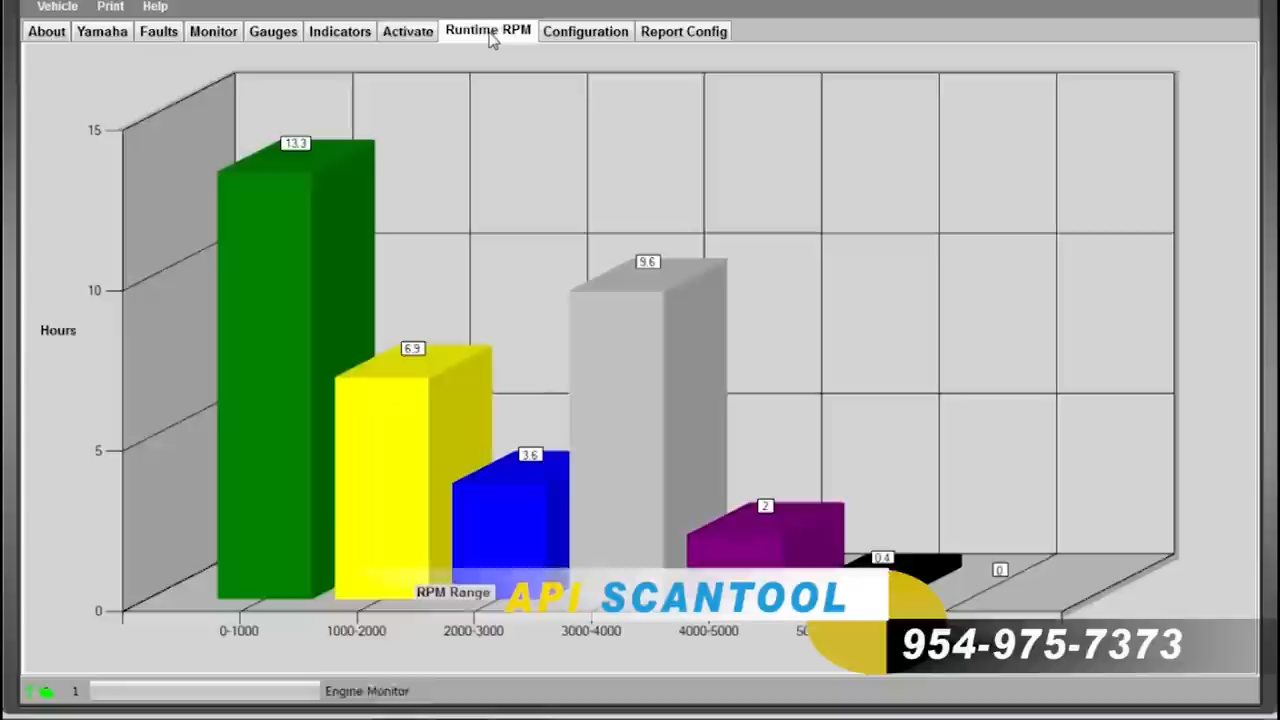 Vehicle Print Help
About Yamaha Faults Monitor Gauges Indicators Activate Runtime RPM Configuration Report Config
15
13.3
10
9.6
Hours
6.9
5
3.6
2
0.4
0
0
RPM Range
API SCANTOOL
0-1000 1000-2000 2000-3000 3000-4000 4000-5000
954-975-7373
1 Engine Monitor